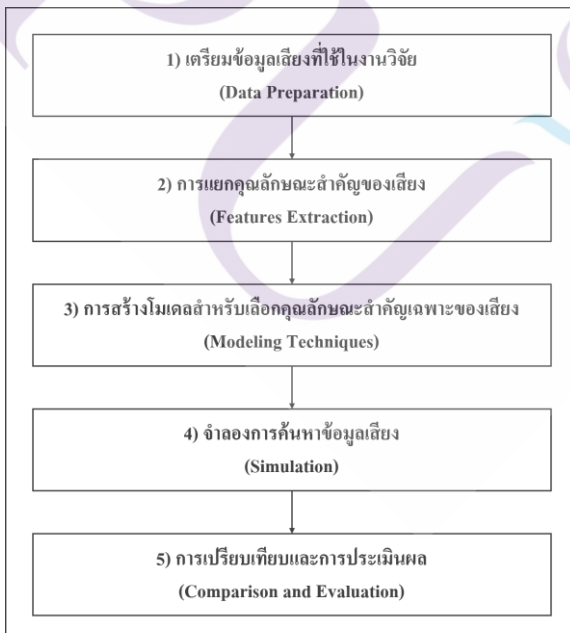 1) เตรียมข้อมูลเสียงที่ใช้ในงานวิจัย
(Data Preparation)
2) การแยกคุณลักษณะสำคัญของเสียง
(Features Extraction)
3) การสร้างโมเดลสำหรับเลือกคุณลักษณะสำคัญเฉพาะของเสียง
(Modeling Techniques)
4) จำลองการค้นหาข้อมูลเสียง
(Simulation)
5) การเปรียบเทียบและการประเมินผล
(Comparison and Evaluation)